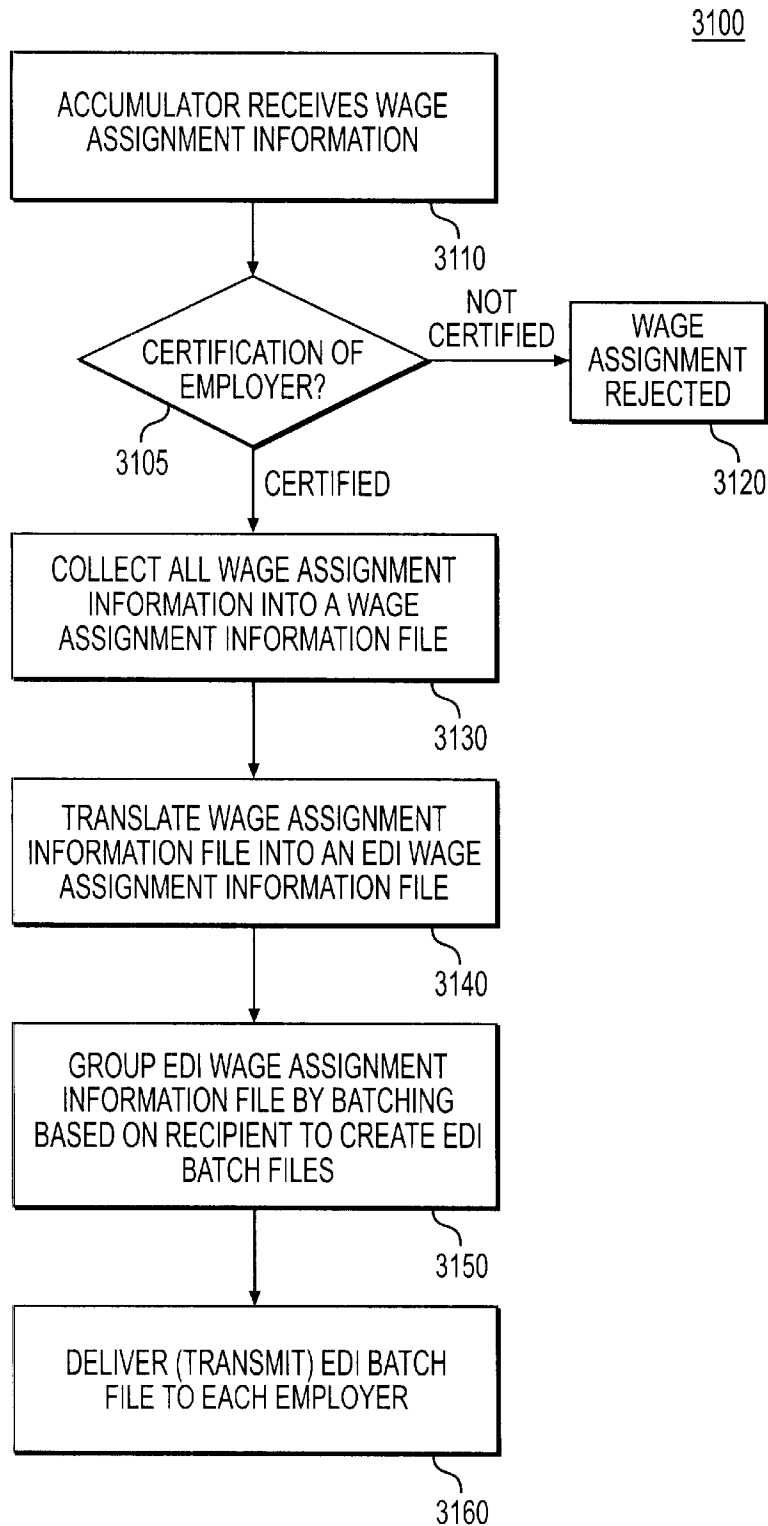 3100
ACCUMULATOR RECEIVES WAGE
ASSIGNMENT INFORMATION
3110
CERTIFICATION OF
EMPLOYER?
3105
NOT
CERTIFIED
WAGE
ASSIGNMENT
REJECTED
3120
CERTIFIED
COLLECT ALL WAGE ASSIGNMENT
INFORMATION INTO A WAGE
ASSIGNMENT INFORMATION FILE
3130
TRANSLATE WAGE ASSIGNMENT
INFORMATION FILE INTO AN EDI WAGE
ASSIGNMENT INFORMATION FILE
3140
GROUP EDI WAGE ASSIGNMENT
INFORMATION FILE BY BATCHING
BASED ON RECIPIENT TO CREATE EDI
BATCH FILES
3150
DELIVER (TRANSMIT) EDI BATCH
FILE TO EACH EMPLOYER
3160